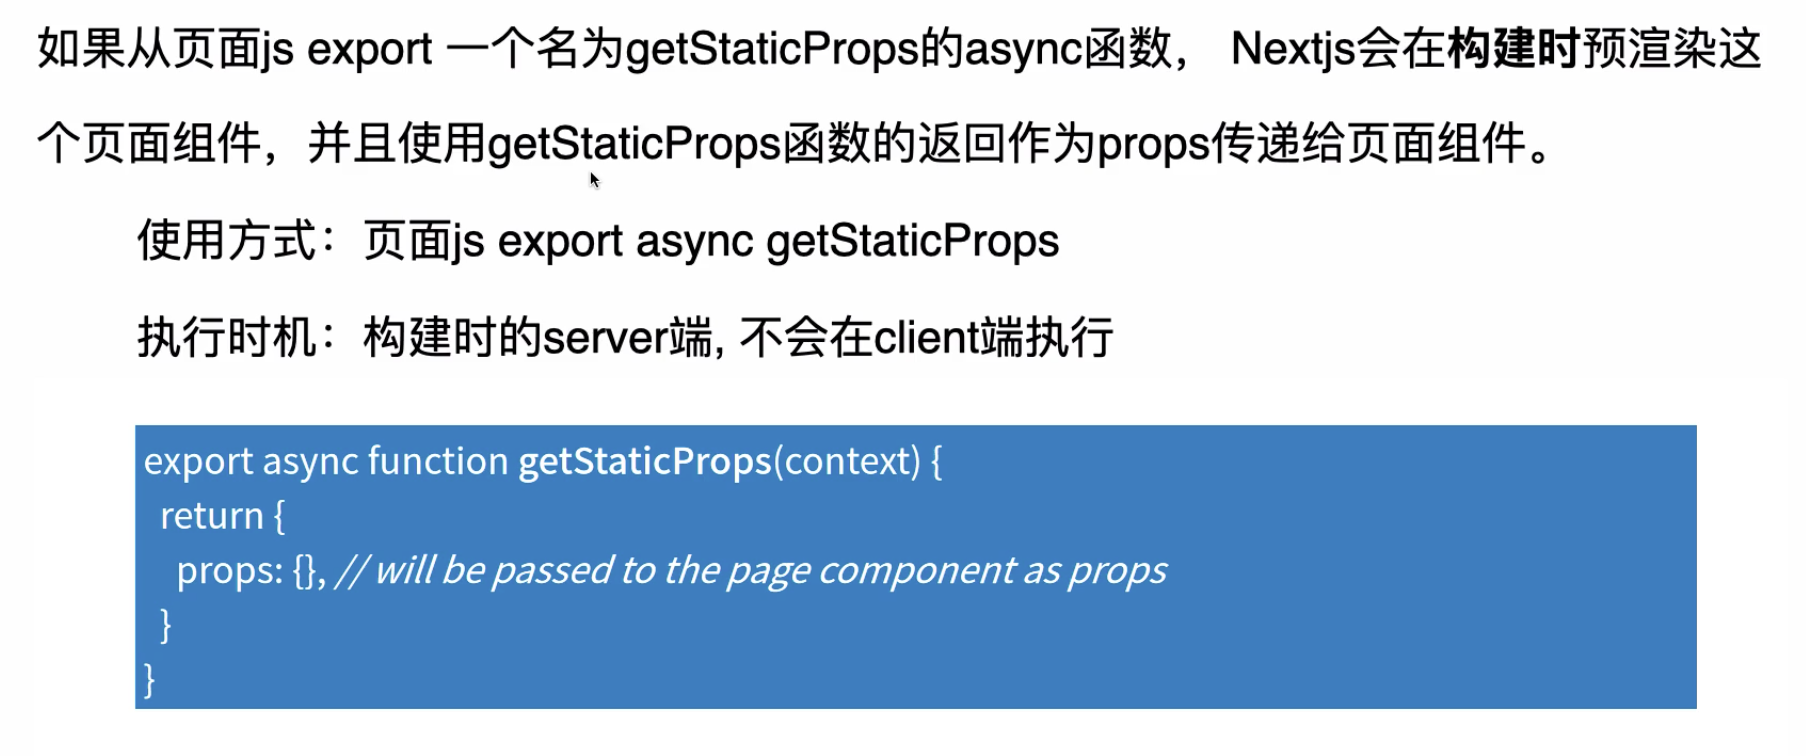 如果从页面js export 一个名为getStaticProps的async函数， Nextjs会在构建时预渲染这
个页面组件，并且使用getStaticProps函数的返回作为props传递给页面组件。
使用方式：页面js export async getStaticProps
执行时机：构建时的server端, 不会在client端执行
export async function getStaticProps(context) {
return {
props: {}, // will be passed to the page component as props
}
}